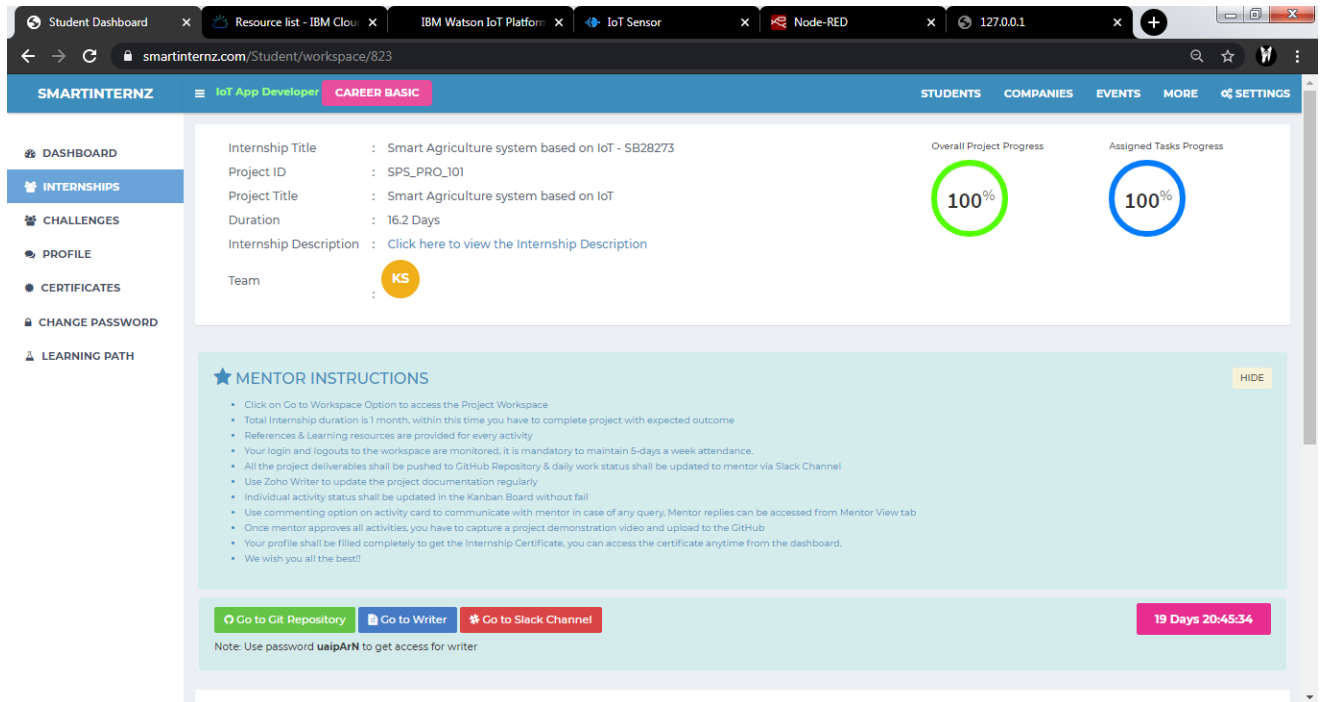 Student Dashboard
Resource list - IBM Clou
IBM Watson IoT Platform
IoT Sensor
Node-RED
127.0.0.1
smartinternz.com/Student/workspace/823
SMARTINTERNZ
IoT App Developer CAREER BASIC
STUDENTS COMPANIES EVENTS MORE SETTINGS
DASHBOARD
INTERNSHIPS
CHALLENGES
PROFILE
CERTIFICATES
CHANGE PASSWORD
LEARNING PATH
Internship Title : Smart Agriculture system based on IoT - SB28273
Project ID : SPS_PRO_101
Project Title : Smart Agriculture system based on IoT
Duration : 16.2 Days
Internship Description : Click here to view the Internship Description
Team : KS
Overall Project Progress
100%
Assigned Tasks Progress
100%
MENTOR INSTRUCTIONS
HIDE
• Click on Go to Workspace Option to access the Project Workspace
• Total Internship duration is 1 month, within this time you have to complete project with expected outcome
• References & Learning resources are provided for every activity
• Your login and logouts to the workspace are monitored, it is mandatory to maintain 5-days a week attendance.
• All the project deliverables shall be pushed to GitHub Repository & daily work status shall be updated to mentor via Slack Channel
• Use Zoho Writer to update the project documentation regularly
• Individual activity status shall be updated in the Kanban Board without fail
• Use commenting option on activity card to communicate with mentor in case of any query, Mentor replies can be accessed from Mentor View tab
• Once mentor approves all activities, you have to capture a project demonstration video and upload to the GitHub
• Your profile shall be filled completely to get the Internship Certificate, you can access the certificate anytime from the dashboard.
• We wish you all the best!!
Go to Git Repository Go to Writer Go to Slack Channel
19 Days 20:45:34
Note: Use password uaipArN to get access for writer